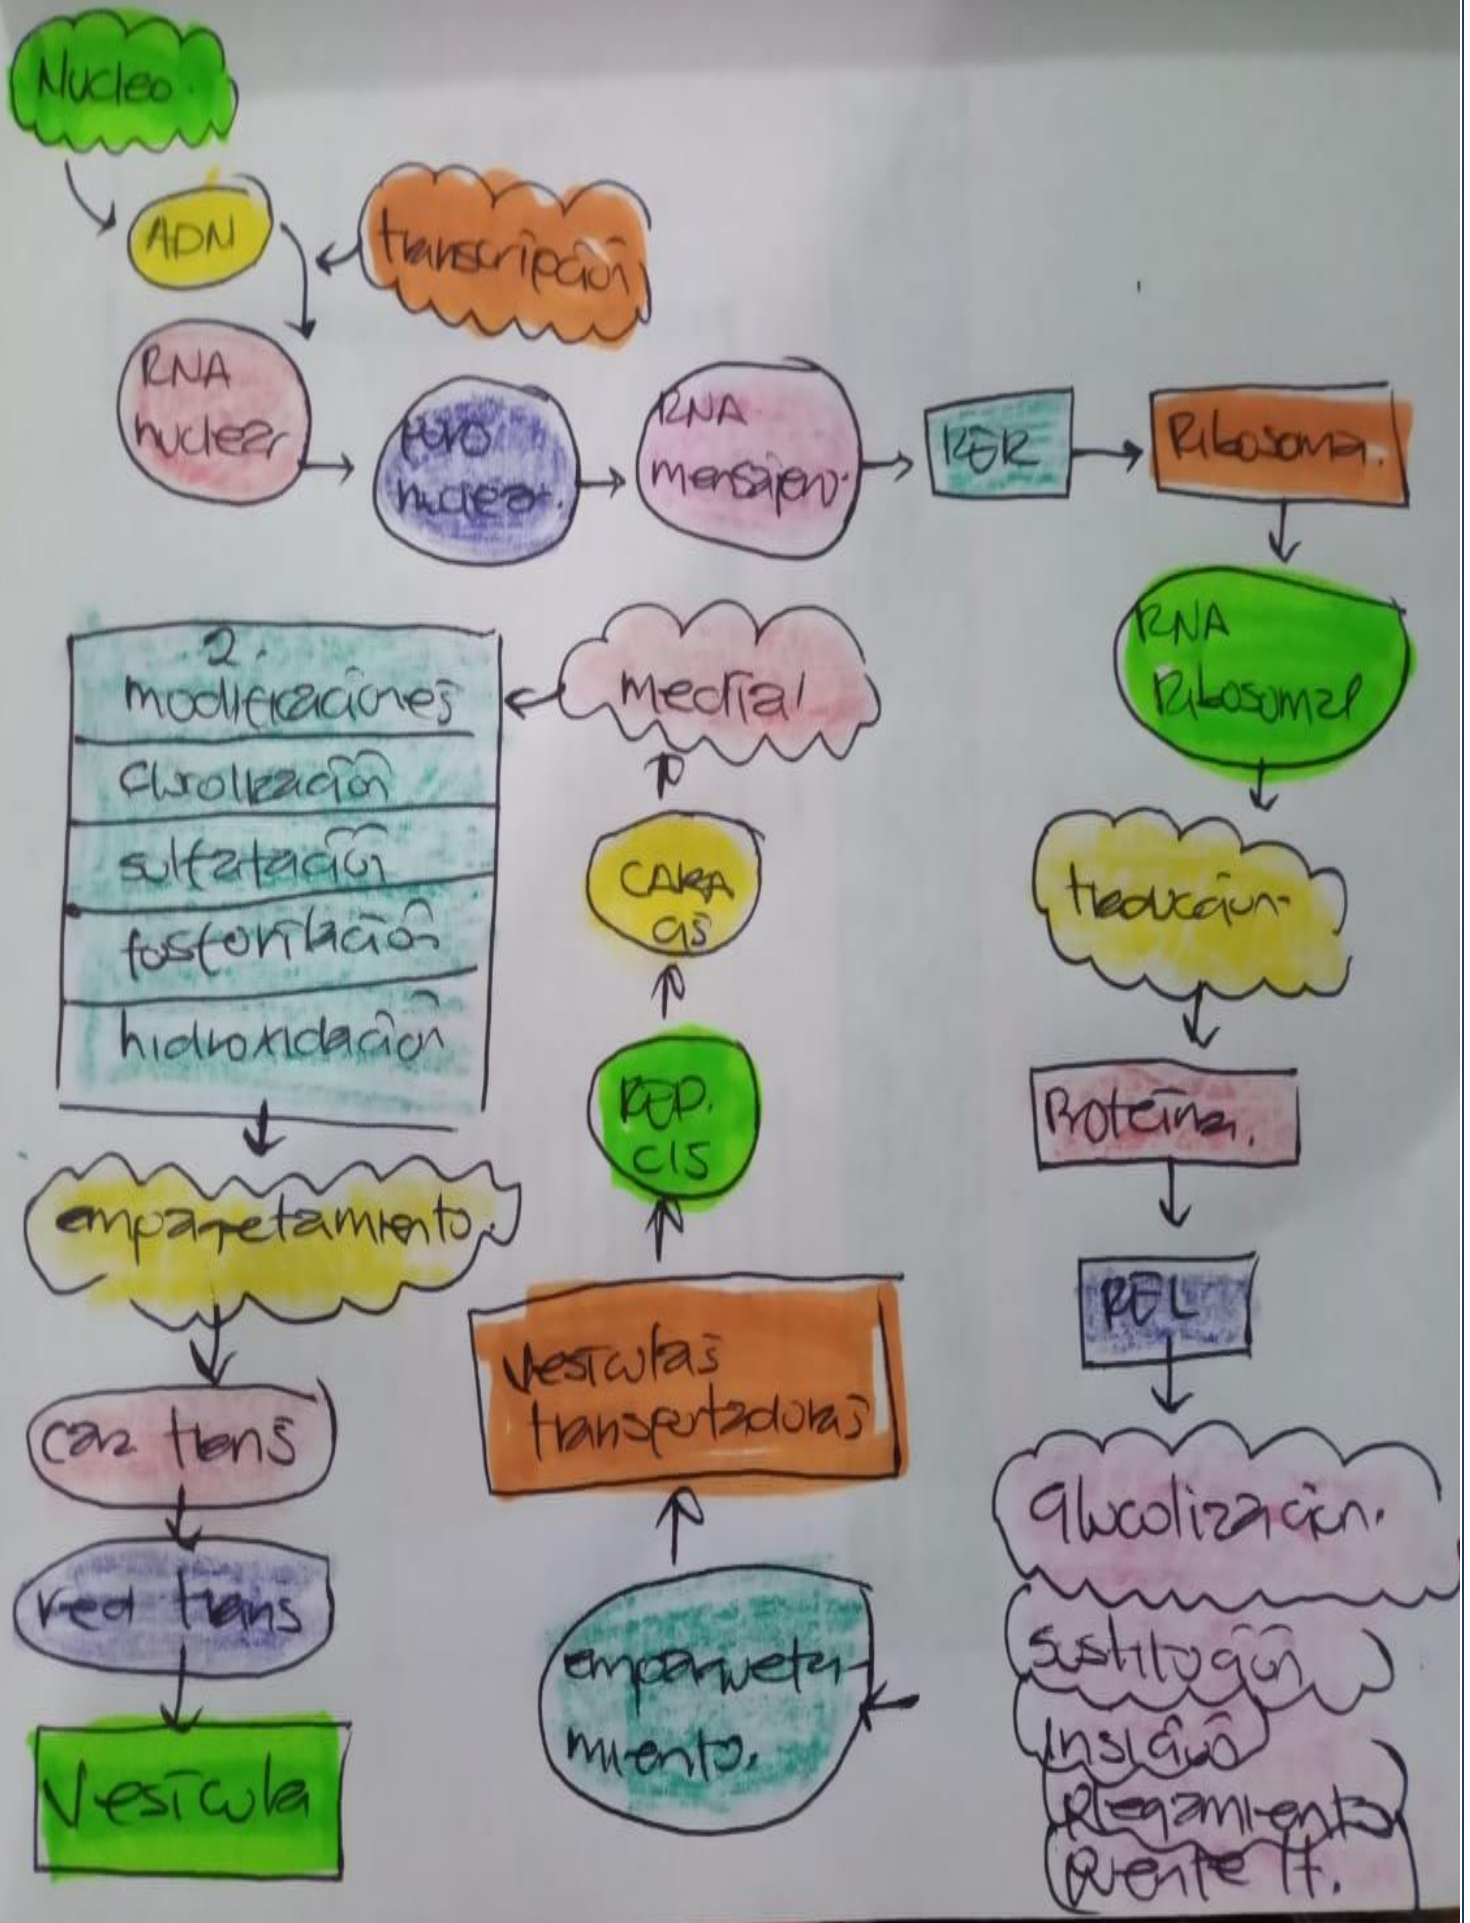 Nucleo.
ADN
transcripción
RNA
nuclear
poro
nuclear.
RNA
mensajero.
RER
Ribosoma.
RNA
Ribosomal
traducción
Proteína.
REL
glucolización.
sustitución
Plegamiento
Puente H.
empaqueta-
miento.
Vesículas
transportadoras
RED.
CIS
CARA
cis
Medial
2.
modificaciones
sulfatación
fosforilación
hidroxidación
empaquetamiento.
cara trans
red trans
Vesícula